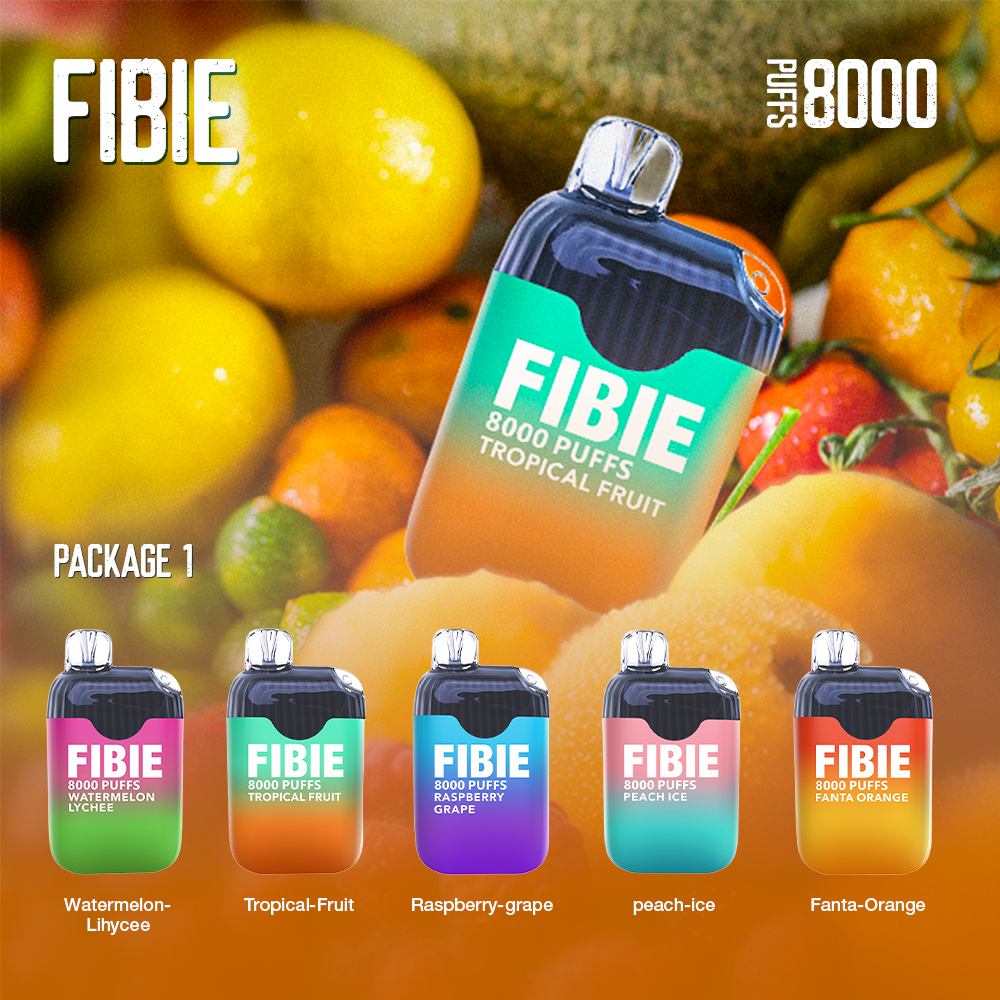 FIBIE
PUFFS 8000
FIBIE
8000 PUFFS
TROPICAL FRUIT
PACKAGE 1
FIBIE
8000 PUFFS
WATERMELON
LYCHEE
FIBIE
8000 PUFFS
TROPICAL FRUIT
FIBIE
8000 PUFFS
RASPBERRY
GRAPE
FIBIE
8000 PUFFS
PEACH ICE
FIBIE
8000 PUFFS
FANTA ORANGE
Watermelon-
Lihycee
Tropical-Fruit
Raspberry-grape
peach-ice
Fanta-Orange